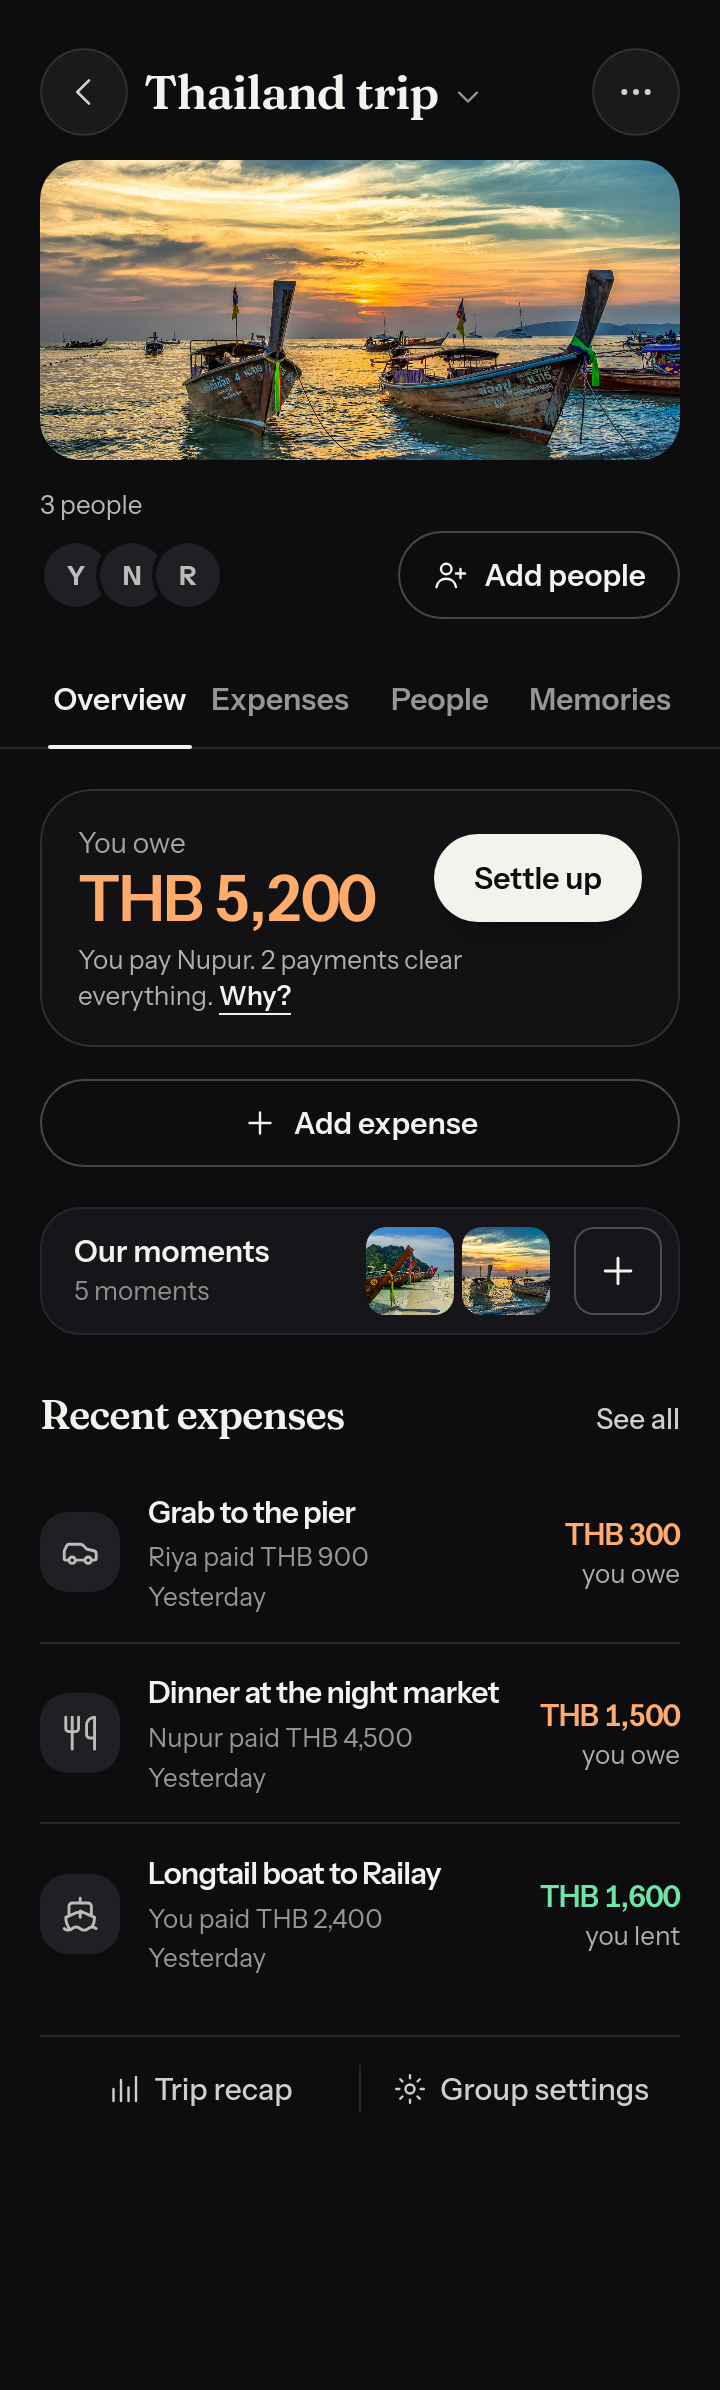 Thailand trip
3 people
Y N R
Add people
Overview Expenses People Memories
You owe
THB 5,200
Settle up
You pay Nupur. 2 payments clear
everything. Why?
Add expense
Our moments
5 moments
Recent expenses
See all
Grab to the pier
Riya paid THB 900
Yesterday
THB 300
you owe
Dinner at the night market
Nupur paid THB 4,500
Yesterday
THB 1,500
you owe
Longtail boat to Railay
You paid THB 2,400
Yesterday
THB 1,600
you lent
Trip recap
Group settings